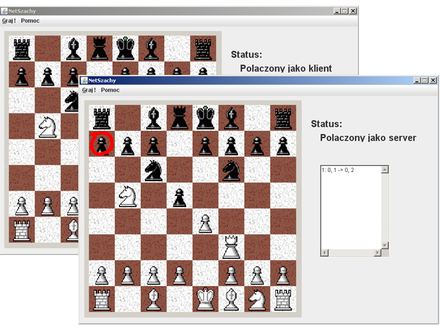 NetSzachy
Graj! Pomoc
Status:
Polaczony jako klient
NetSzachy
Graj! Pomoc
Status:
Polaczony jako server
1: 0, 1 -> 0, 2